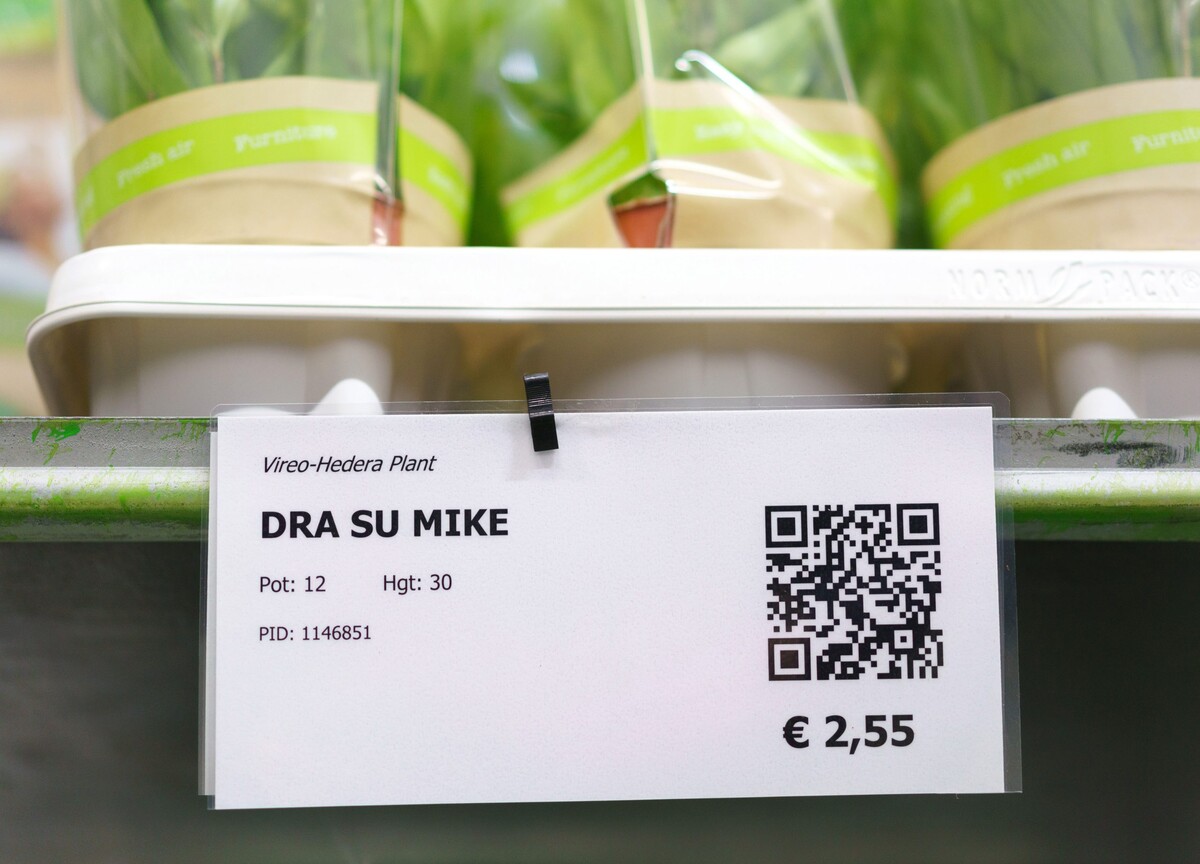 Fresh air Furniture
Fresh air Furnit
NORM PACK®
Vireo-Hedera Plant
DRA SU MIKE
Pot: 12 Hgt: 30
PID: 1146851
€ 2,55